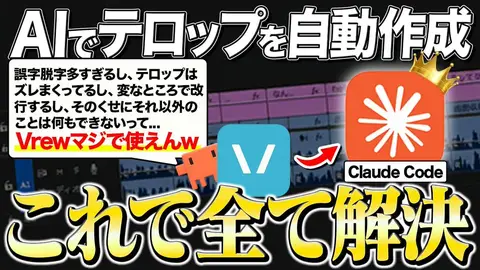 AIでテロップを自動作成
誤字脱字多すぎるし、テロップは
ズレまくってるし、変なところで改
行するし、そのくせにそれ以外の
ことは何もできないって...
Vrewマジで使えんw
Claude Code
これで全て解決